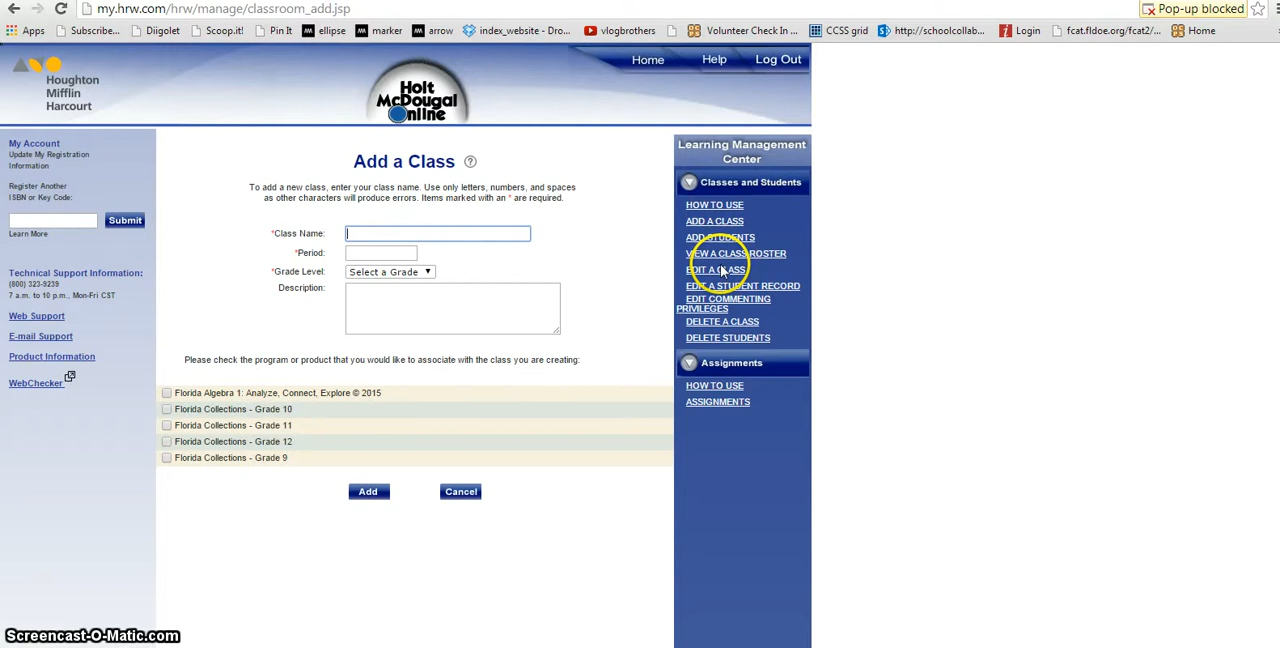 my.hrw.com/hrw/manage/classroom_add.jsp
Pop-up blocked
Apps Subscribe... Diigolet Scoop.it! Pin It ellipse marker arrow index_website - Dro... vlogbrothers Volunteer Check In ... CCSS grid http://schoolcollab... Login fcat.fldoe.org/fcat2/... Home
Houghton
Mifflin
Harcourt
Holt
McDougal
Online
Home Help Log Out
My Account
Update My Registration
Information
Register Another
ISBN or Key Code:
Submit
Learn More
Technical Support Information:
(800) 323-9239
7 a.m. to 10 p.m., Mon-Fri CST
Web Support
E-mail Support
Product Information
WebChecker
Add a Class ?
To add a new class, enter your class name. Use only letters, numbers, and spaces
as other characters will produce errors. Items marked with an * are required.
*Class Name:
*Period:
*Grade Level: Select a Grade
Description:
Please check the program or product that you would like to associate with the class you are creating:
Florida Algebra 1: Analyze, Connect, Explore © 2015
Florida Collections - Grade 10
Florida Collections - Grade 11
Florida Collections - Grade 12
Florida Collections - Grade 9
Add Cancel
Learning Management
Center
Classes and Students
HOW TO USE
ADD A CLASS
ADD STUDENTS
VIEW A CLASS ROSTER
EDIT A CLASS
EDIT A STUDENT RECORD
EDIT COMMENTING
PRIVILEGES
DELETE A CLASS
DELETE STUDENTS
Assignments
HOW TO USE
ASSIGNMENTS
Screencast-O-Matic.com